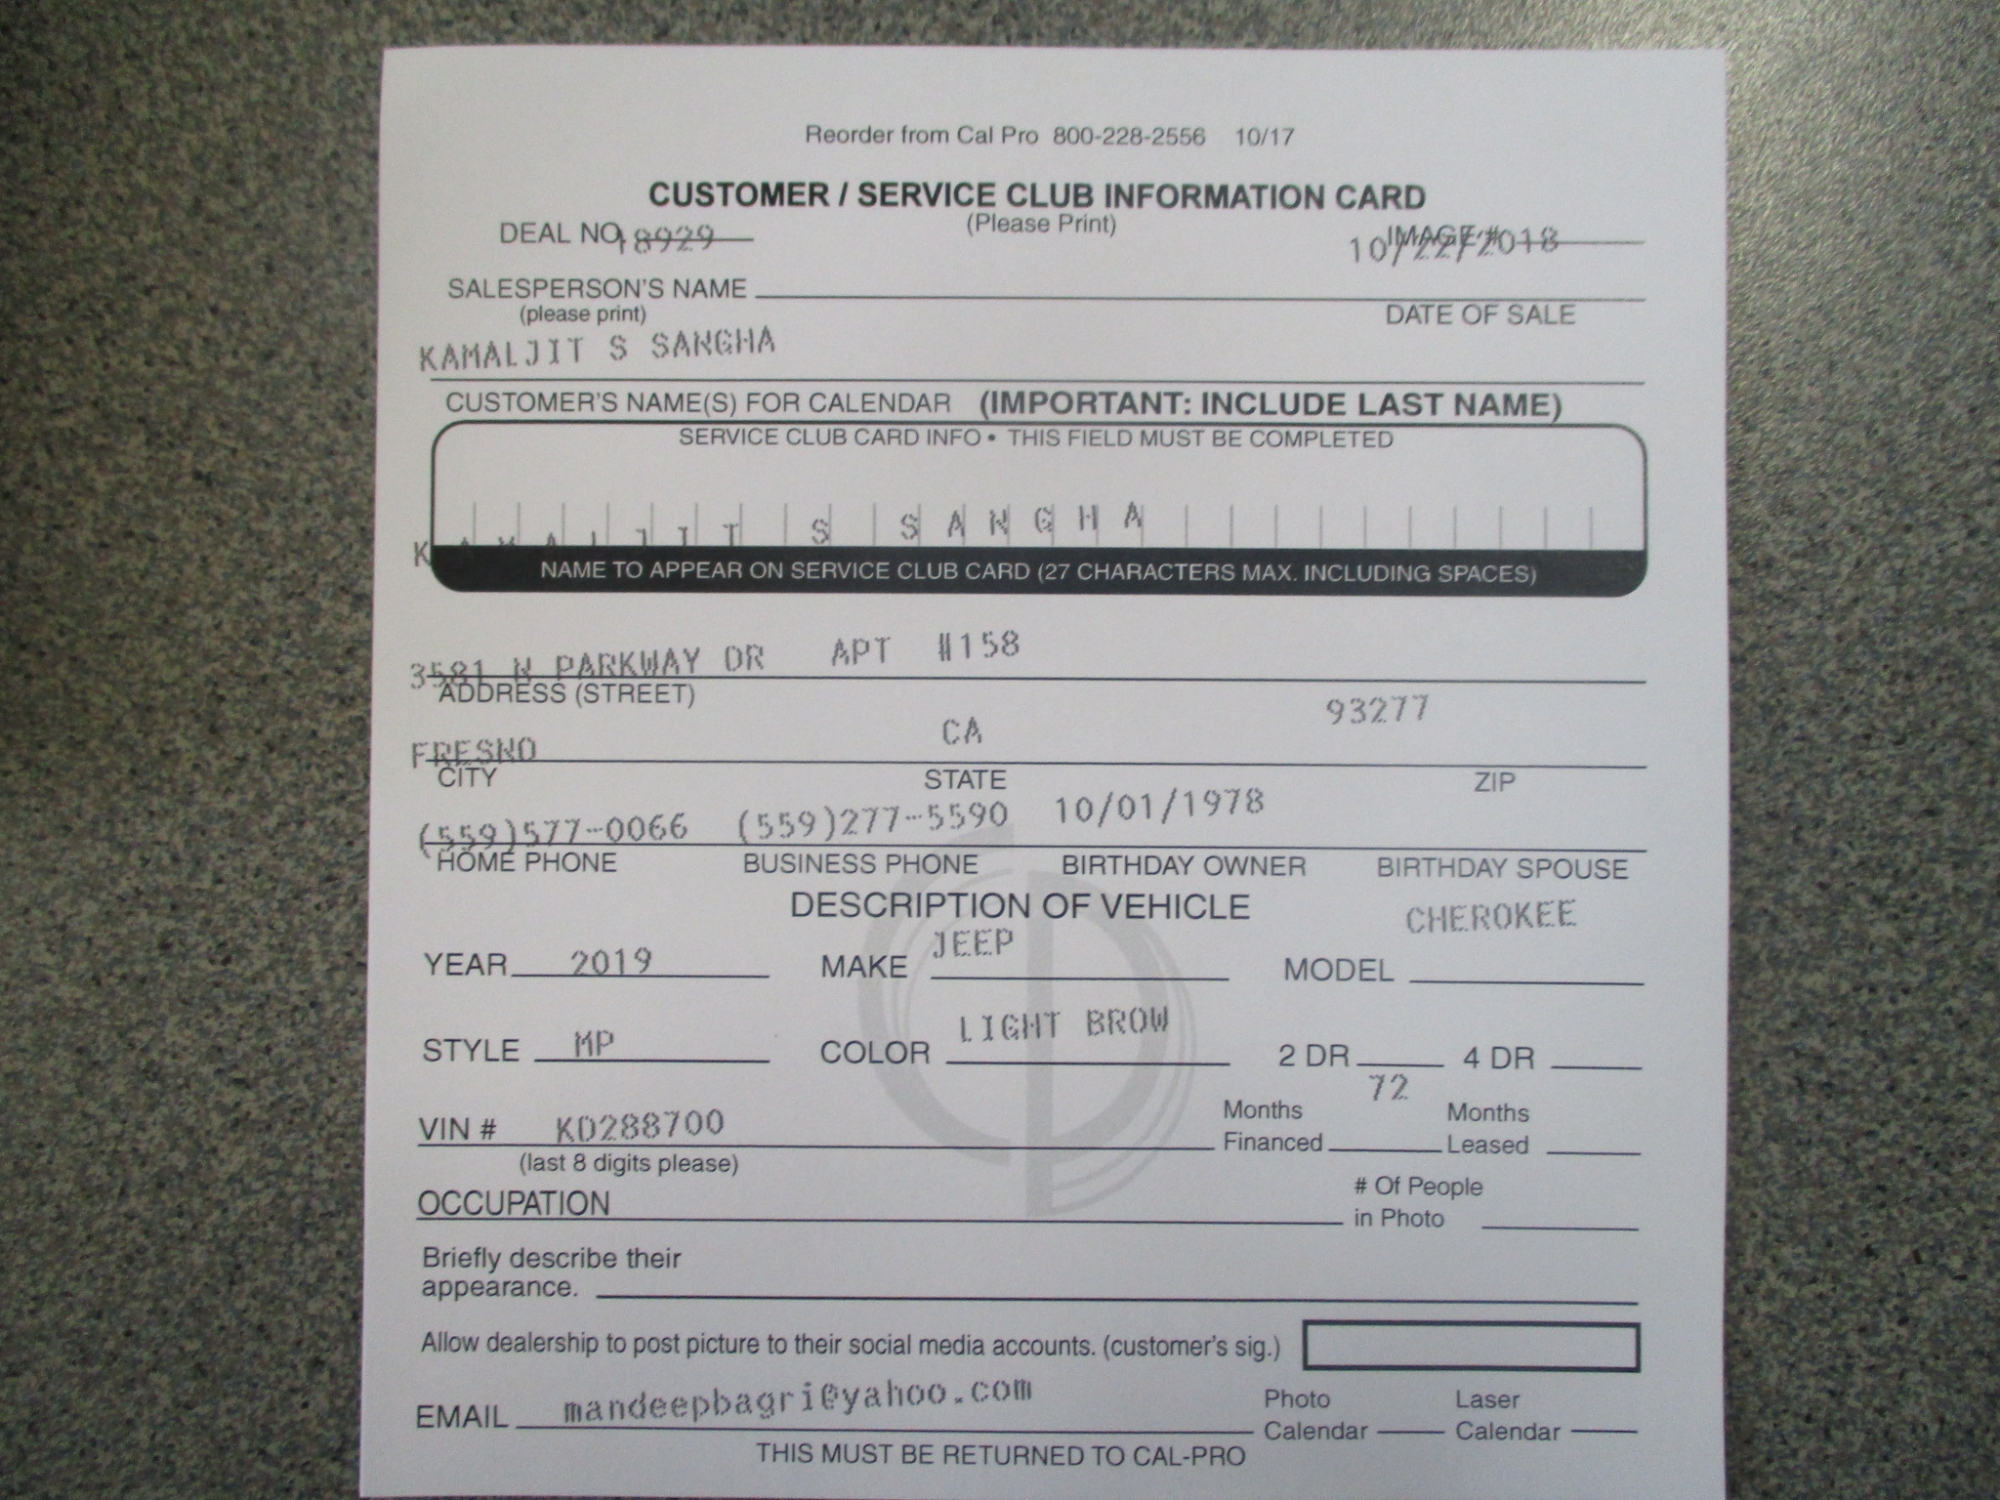 Reorder from Cal Pro 800-228-2556 10/17
CUSTOMER / SERVICE CLUB INFORMATION CARD
(Please Print)
DEAL NO. 18929 IMAGE # 10/22/2018
SALESPERSON'S NAME
(please print) DATE OF SALE
KAMALJIT S SANGHA
CUSTOMER'S NAME(S) FOR CALENDAR (IMPORTANT: INCLUDE LAST NAME)
SERVICE CLUB CARD INFO • THIS FIELD MUST BE COMPLETED
K A M A L J I T S S A N G H A
NAME TO APPEAR ON SERVICE CLUB CARD (27 CHARACTERS MAX. INCLUDING SPACES)
3581 N PARKWAY DR APT #158
ADDRESS (STREET)
FRESNO CA 93277
CITY STATE ZIP
(559)577-0066 (559)277-5590 10/01/1978
HOME PHONE BUSINESS PHONE BIRTHDAY OWNER BIRTHDAY SPOUSE
DESCRIPTION OF VEHICLE
YEAR 2019 MAKE JEEP MODEL CHEROKEE
STYLE MP COLOR LIGHT BROW 2 DR 4 DR
VIN # KD288700 Months Financed 72 Months Leased
(last 8 digits please)
OCCUPATION # Of People in Photo
Briefly describe their
appearance.
Allow dealership to post picture to their social media accounts. (customer's sig.)
EMAIL mandeepbagri@yahoo.com Photo Calendar Laser Calendar
THIS MUST BE RETURNED TO CAL-PRO